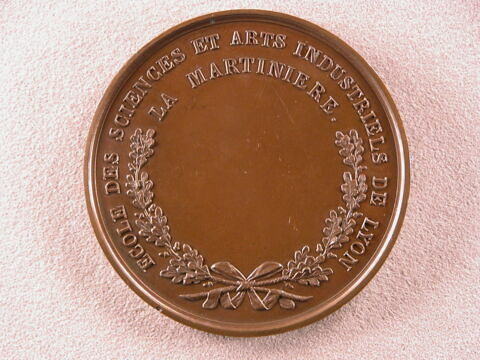 ECOLE DES SCIENCES ET ARTS INDUSTRIELS DE LYON
LA MARTINIERE.